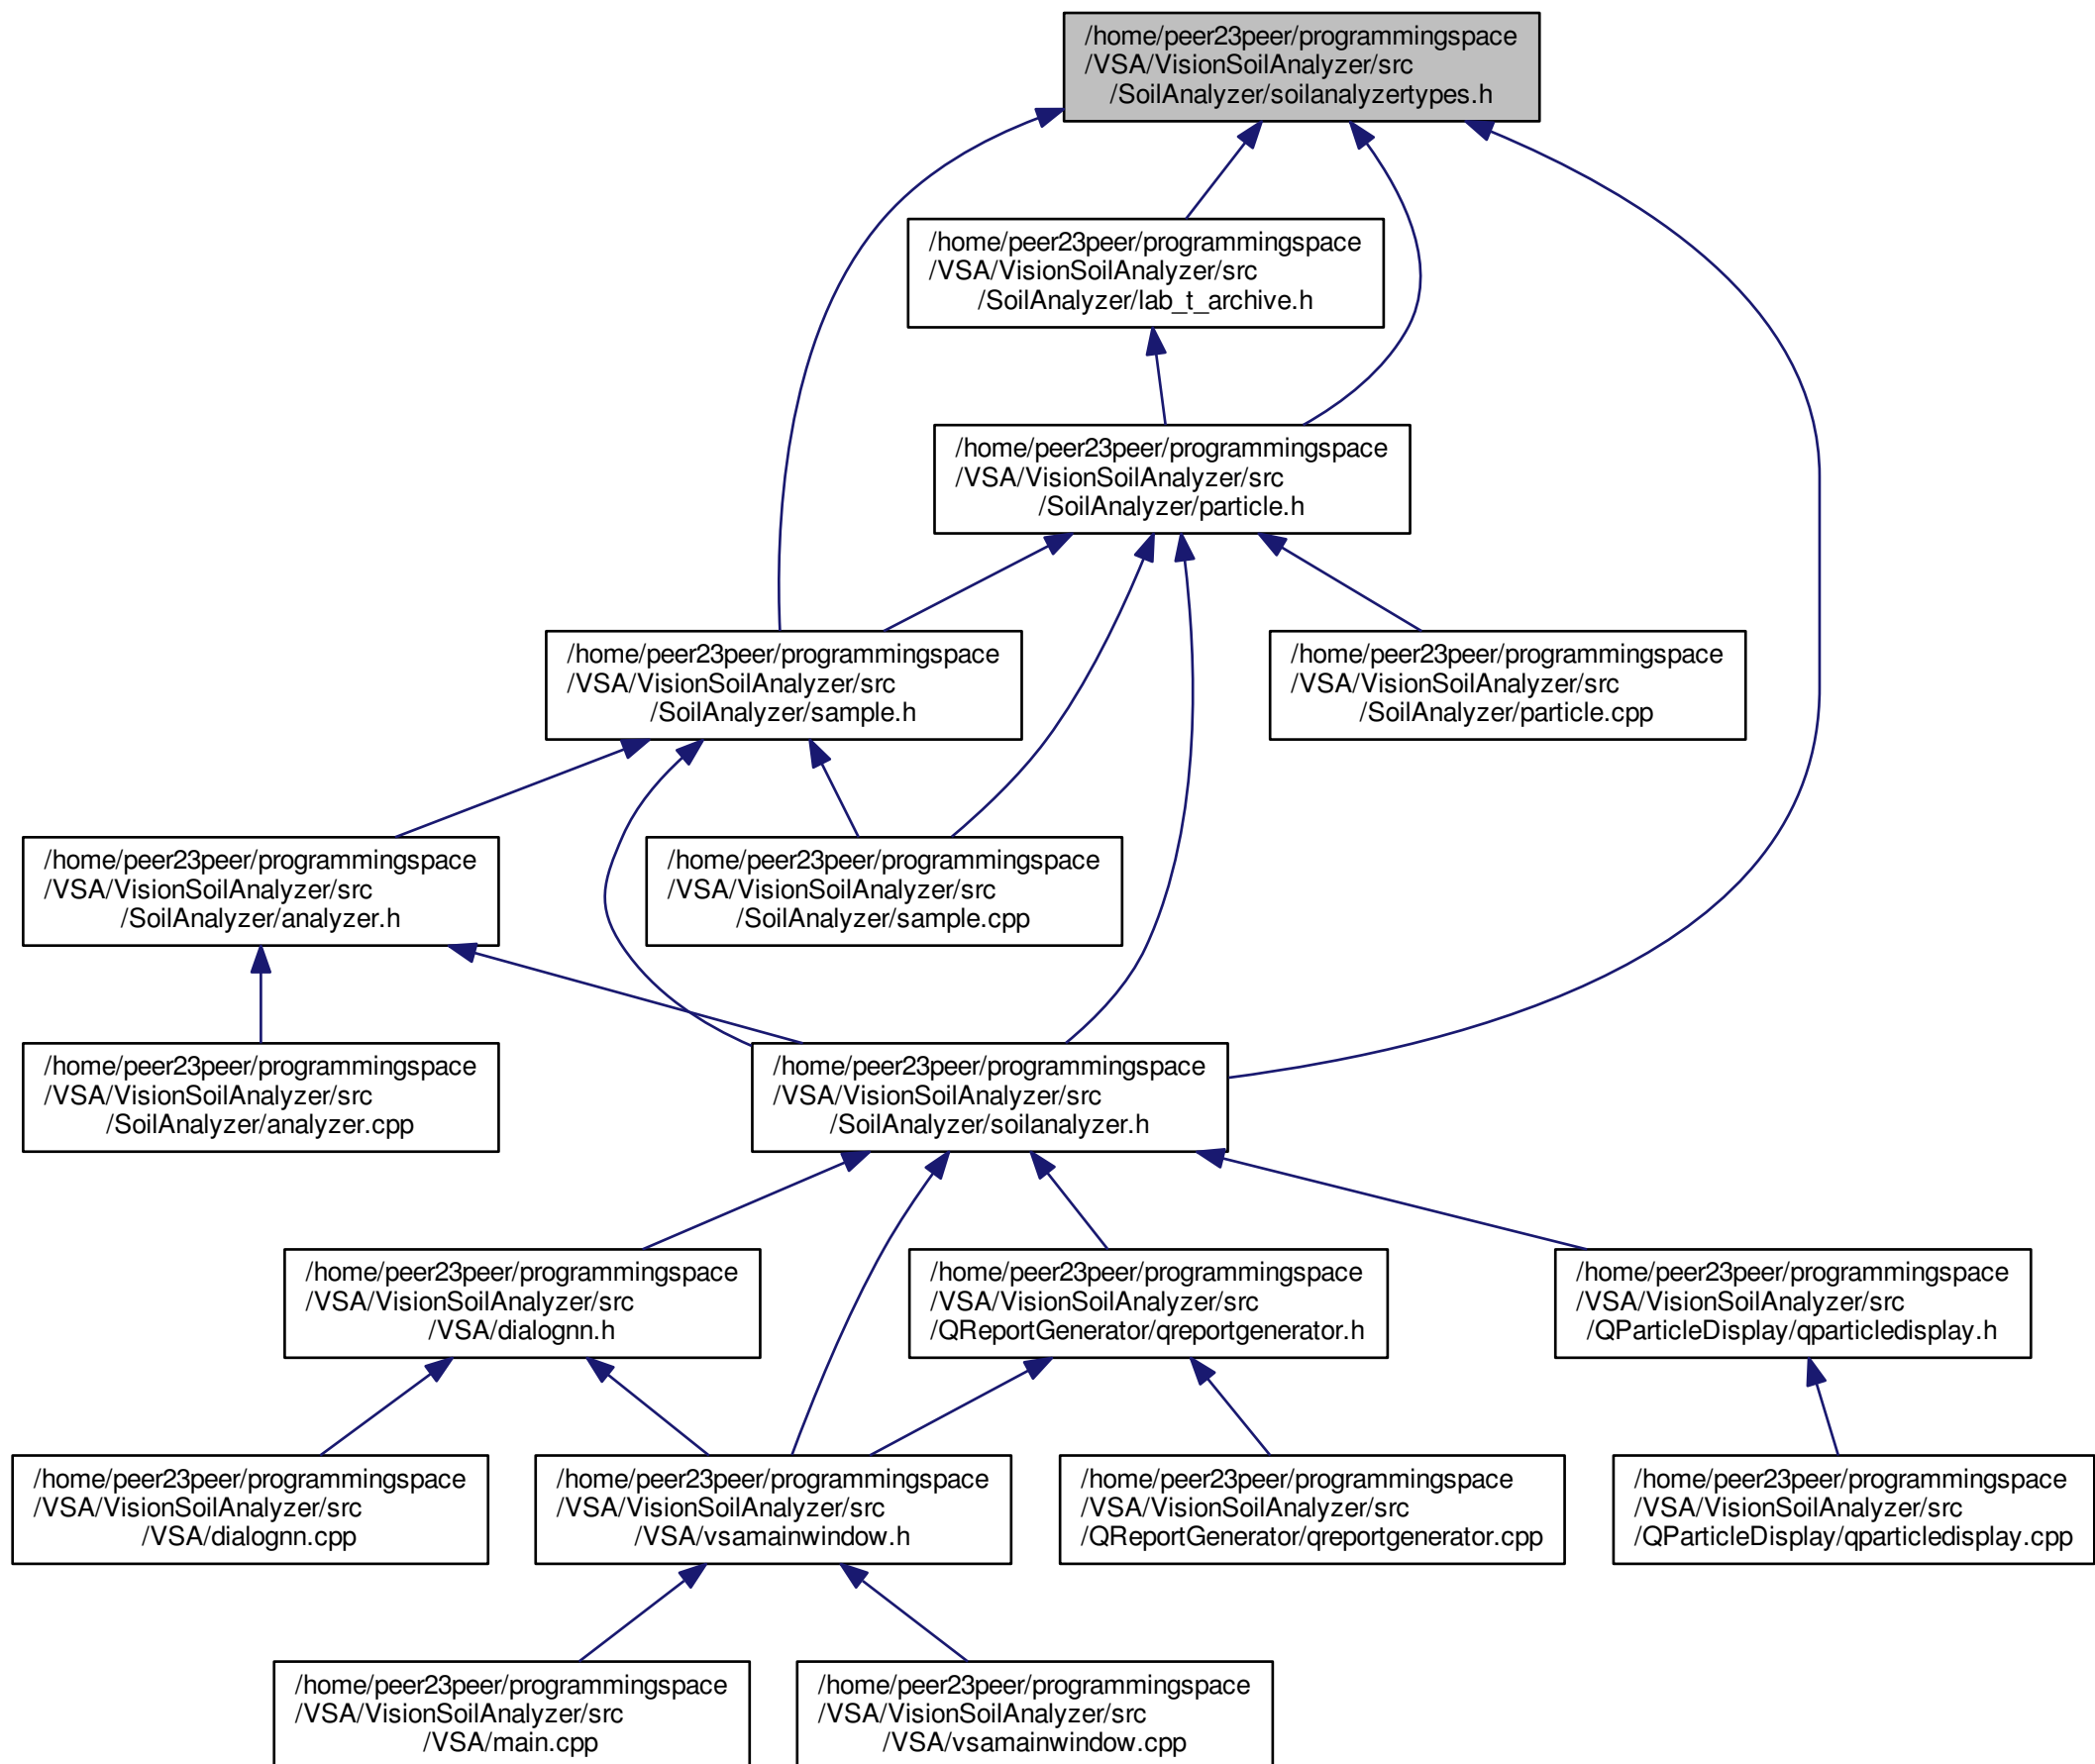 /home/peer23peer/programmingspace
/VSA/VisionSoilAnalyzer/src
/SoilAnalyzer/soilanalyzertypes.h
/home/peer23peer/programmingspace
/VSA/VisionSoilAnalyzer/src
/SoilAnalyzer/lab_t_archive.h
/home/peer23peer/programmingspace
/VSA/VisionSoilAnalyzer/src
/SoilAnalyzer/particle.h
/home/peer23peer/programmingspace
/VSA/VisionSoilAnalyzer/src
/SoilAnalyzer/sample.h
/home/peer23peer/programmingspace
/VSA/VisionSoilAnalyzer/src
/SoilAnalyzer/particle.cpp
/home/peer23peer/programmingspace
/VSA/VisionSoilAnalyzer/src
/SoilAnalyzer/analyzer.h
/home/peer23peer/programmingspace
/VSA/VisionSoilAnalyzer/src
/SoilAnalyzer/sample.cpp
/home/peer23peer/programmingspace
/VSA/VisionSoilAnalyzer/src
/SoilAnalyzer/analyzer.cpp
/home/peer23peer/programmingspace
/VSA/VisionSoilAnalyzer/src
/SoilAnalyzer/soilanalyzer.h
/home/peer23peer/programmingspace
/VSA/VisionSoilAnalyzer/src
/VSA/dialognn.h
/home/peer23peer/programmingspace
/VSA/VisionSoilAnalyzer/src
/QReportGenerator/qreportgenerator.h
/home/peer23peer/programmingspace
/VSA/VisionSoilAnalyzer/src
/QParticleDisplay/qparticledisplay.h
/home/peer23peer/programmingspace
/VSA/VisionSoilAnalyzer/src
/VSA/dialognn.cpp
/home/peer23peer/programmingspace
/VSA/VisionSoilAnalyzer/src
/VSA/vsamainwindow.h
/home/peer23peer/programmingspace
/VSA/VisionSoilAnalyzer/src
/QReportGenerator/qreportgenerator.cpp
/home/peer23peer/programmingspace
/VSA/VisionSoilAnalyzer/src
/QParticleDisplay/qparticledisplay.cpp
/home/peer23peer/programmingspace
/VSA/VisionSoilAnalyzer/src
/VSA/main.cpp
/home/peer23peer/programmingspace
/VSA/VisionSoilAnalyzer/src
/VSA/vsamainwindow.cpp